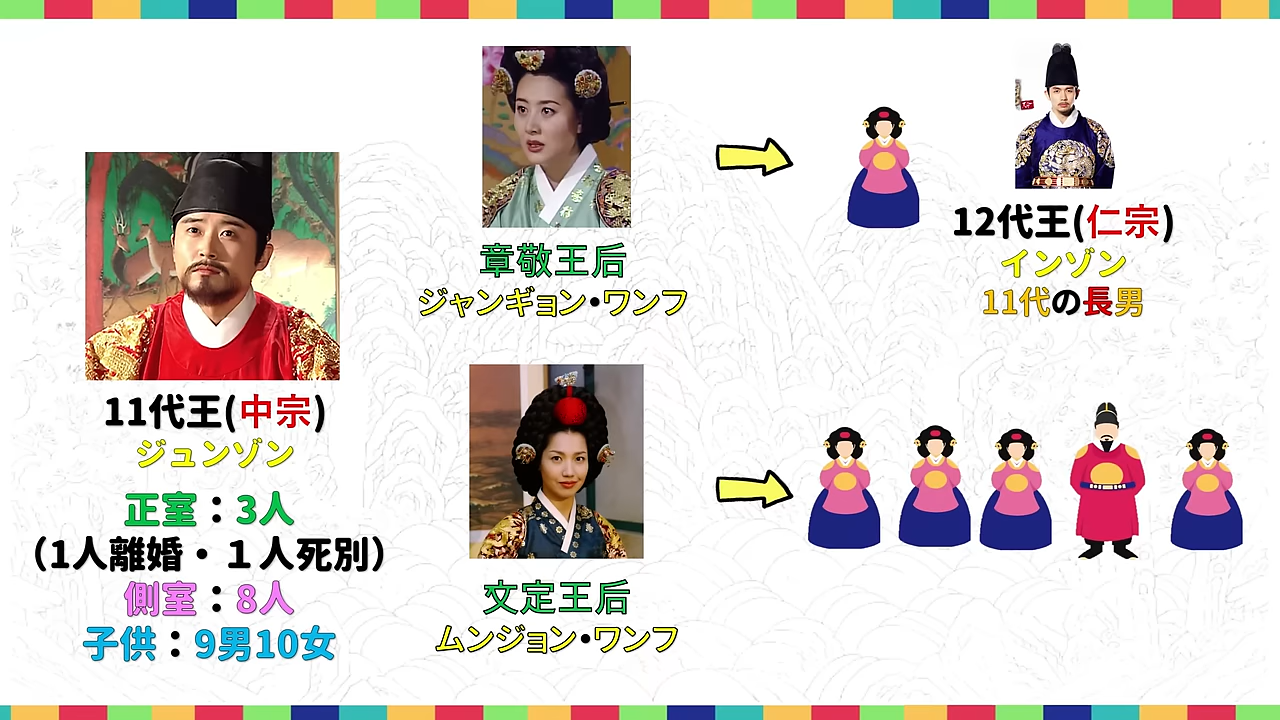 11代王(中宗)
ジュンゾン
正室：3人
（1人離婚・１人死別）
側室：8人
子供：9男10女
章敬王后
ジャンギョン・ワンフ
文定王后
ムンジョン・ワンフ
12代王(仁宗)
インゾン
11代の長男